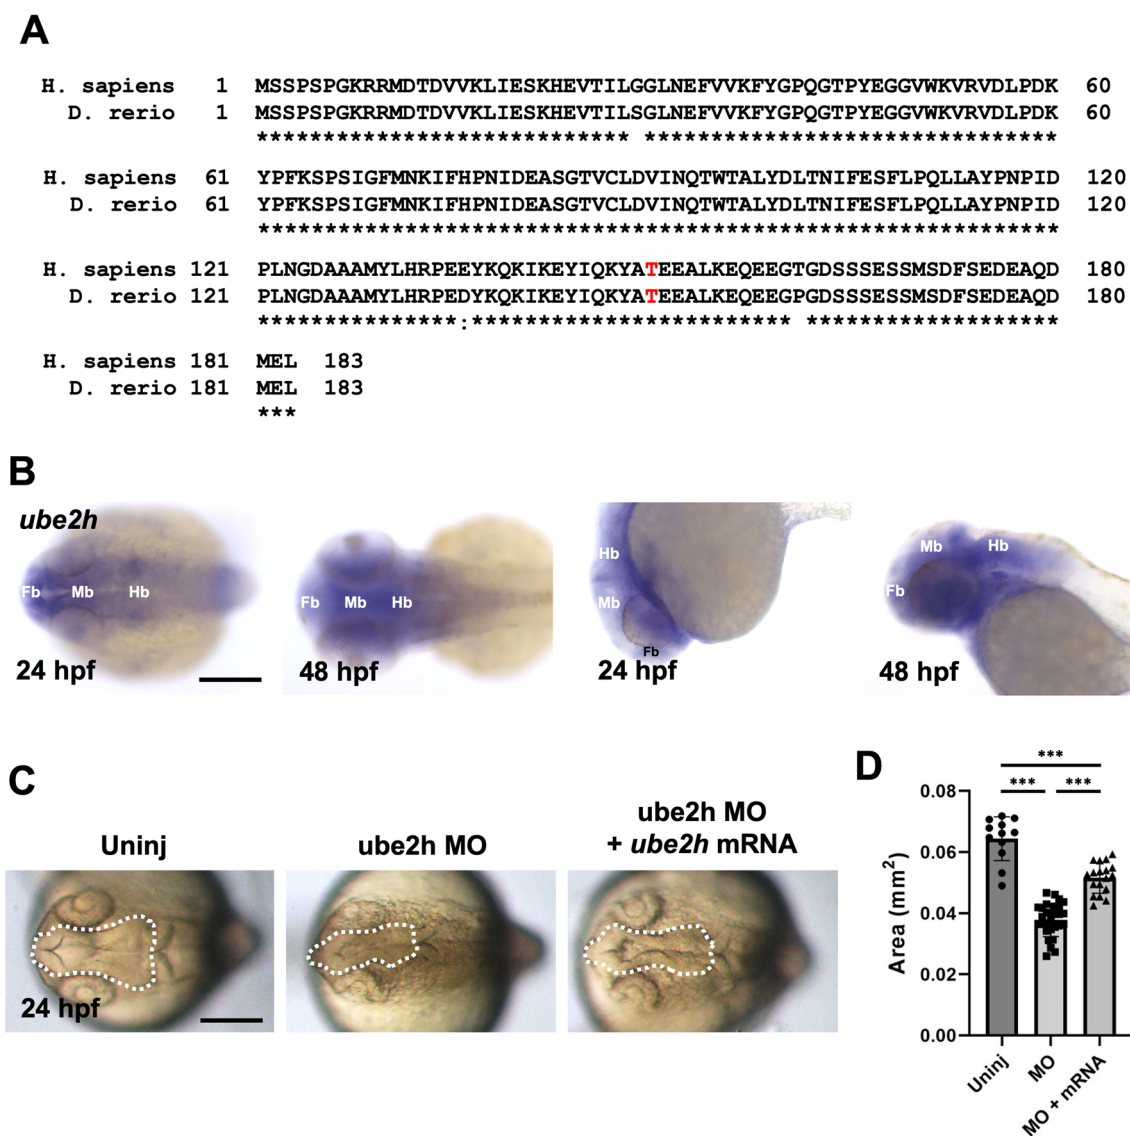 A
H. sapiens 1 MSSPSPGKRRMDTDVVKLIESKHEVTILGGLNEFVVKFYGPQGTPYEGGVWKVRVDLPDK 60
D. rerio 1 MSSPSPGKRRMDTDVVKLIESKHEVTILSGLNEFVVKFYGPQGTPYEGGVWKVRVDLPDK 60
**************************** *******************************
H. sapiens 61 YPFKSPSIGFMNKIFHPNIDEASGTVCLDVINQTWTALYDLTNIFESFLPQLLAYPNPID 120
D. rerio 61 YPFKSPSIGFMNKIFHPNIDEASGTVCLDVINQTWTALYDLTNIFESFLPQLLAYPNPID 120
************************************************************
H. sapiens 121 PLNGDAAAMYLHRPEEYKQKIKEYIQKYATEEALKEQEEGTGDSSSESSMSDFSEDEAQD 180
D. rerio 121 PLNGDAAAMYLHRPEDYKQKIKEYIQKYATEEALKEQEEGPGDSSSESSMSDFSEDEAQD 180
***************:************************ *******************
H. sapiens 181 MEL 183
D. rerio 181 MEL 183
***
B
ube2h
Fb Mb Hb
24 hpf
Fb Mb Hb
48 hpf
Hb
Mb
Fb
24 hpf
Mb Hb
Fb
48 hpf
C
Uninj
ube2h MO
ube2h MO
+ ube2h mRNA
24 hpf
D
***
*** ***
Area (mm²)
0.08
0.06
0.04
0.02
0.00
Uninj
MO
MO + mRNA